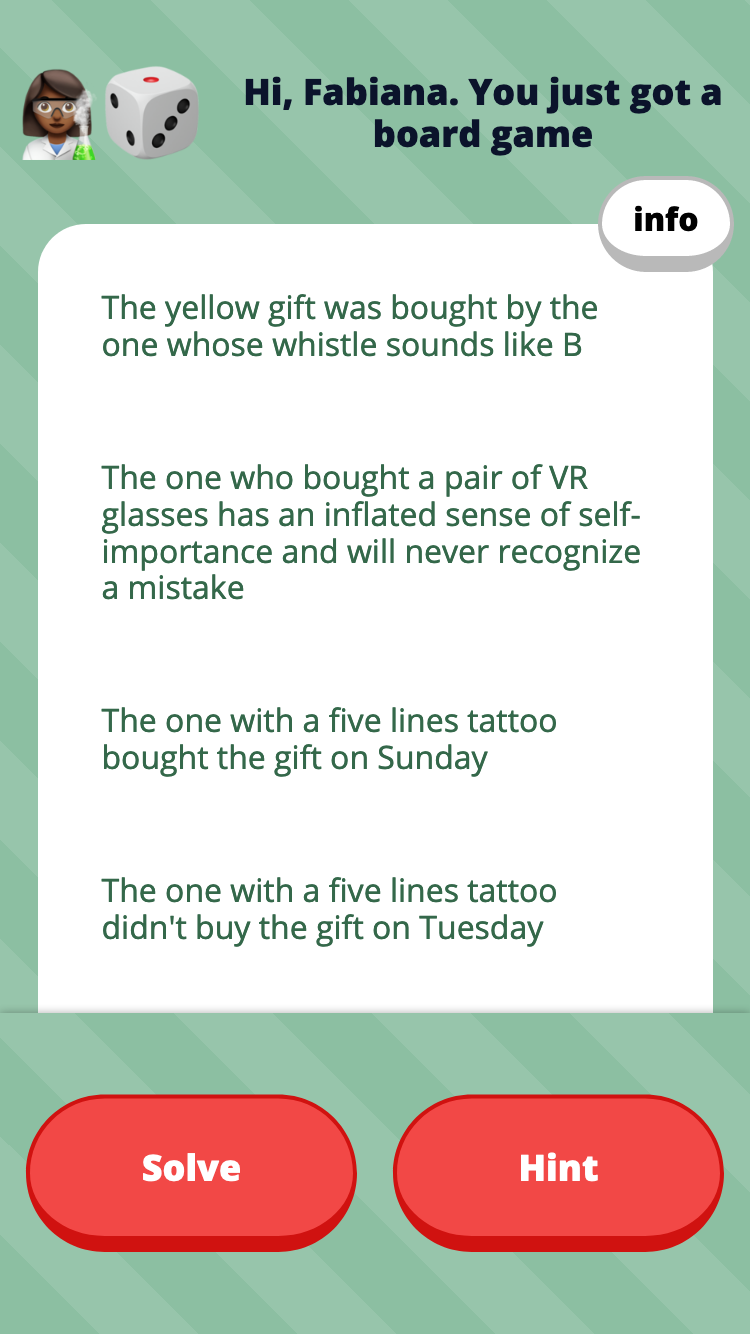 Hi, Fabiana. You just got a
board game
info
The yellow gift was bought by the
one whose whistle sounds like B
The one who bought a pair of VR
glasses has an inflated sense of self-
importance and will never recognize
a mistake
The one with a five lines tattoo
bought the gift on Sunday
The one with a five lines tattoo
didn't buy the gift on Tuesday
Solve
Hint